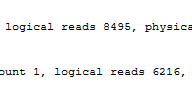 logical reads 8495, physica
ount 1, logical reads 6216,